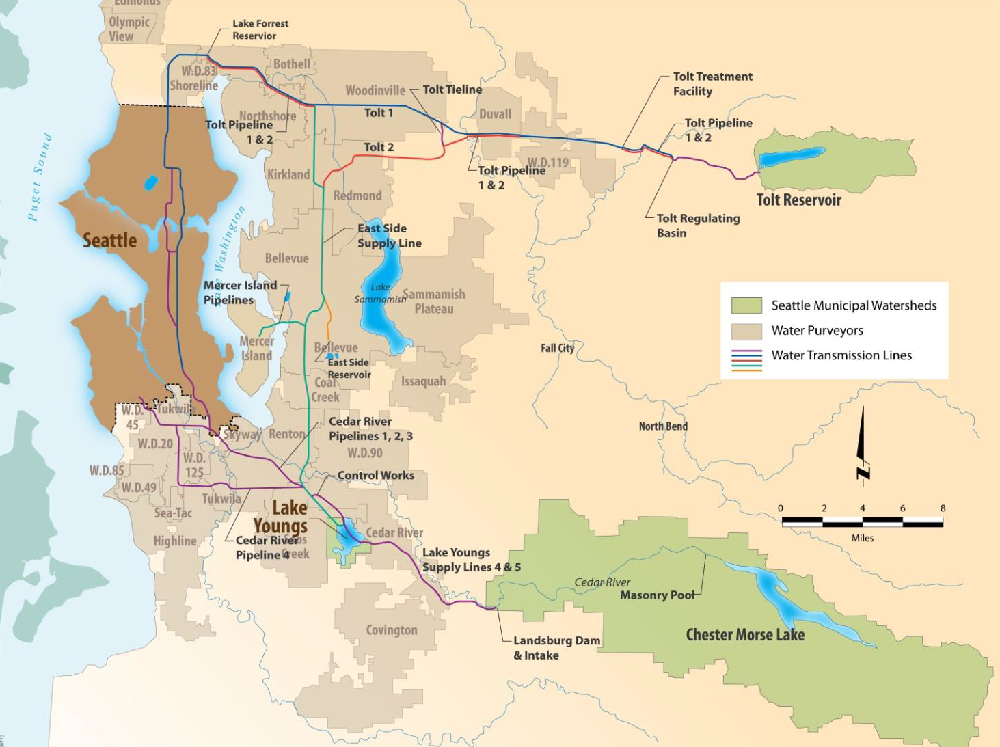 Edmonds
Olympic
View
Lake Forrest
Reservior
W.D.83
Shoreline
Bothell
Woodinville
Tolt Tieline
Tolt Treatment
Facility
Northshore
Tolt 1
Duvall
Tolt Pipeline
1 & 2
Tolt Pipeline
1 & 2
Tolt 2
W.D.119
Tolt Pipeline
1 & 2
Kirkland
Redmond
Tolt Reservoir
Tolt Regulating
Basin
Puget Sound
Seattle
Lake Washington
East Side
Supply Line
Bellevue
Mercer Island
Pipelines
Lake
Sammamish
Sammamish
Plateau
Seattle Municipal Watersheds
Water Purveyors
Water Transmission Lines
Mercer
Island
Bellevue
East Side
Reservoir
Fall City
Coal
Creek
Issaquah
W.D.
45
Tukwila
Skyway
Renton
Cedar River
Pipelines 1, 2, 3
North Bend
W.D.20
W.D.
125
W.D.90
W.D.85
W.D.49
Control Works
Tukwila
Sea-Tac
Lake
Youngs
N
0 2 4 6 8
Miles
Highline
Cedar River
Pipeline 4
Soos
Creek
Cedar River
Lake Youngs
Supply Lines 4 & 5
Cedar River
Masonry Pool
Covington
Landsburg Dam
& Intake
Chester Morse Lake